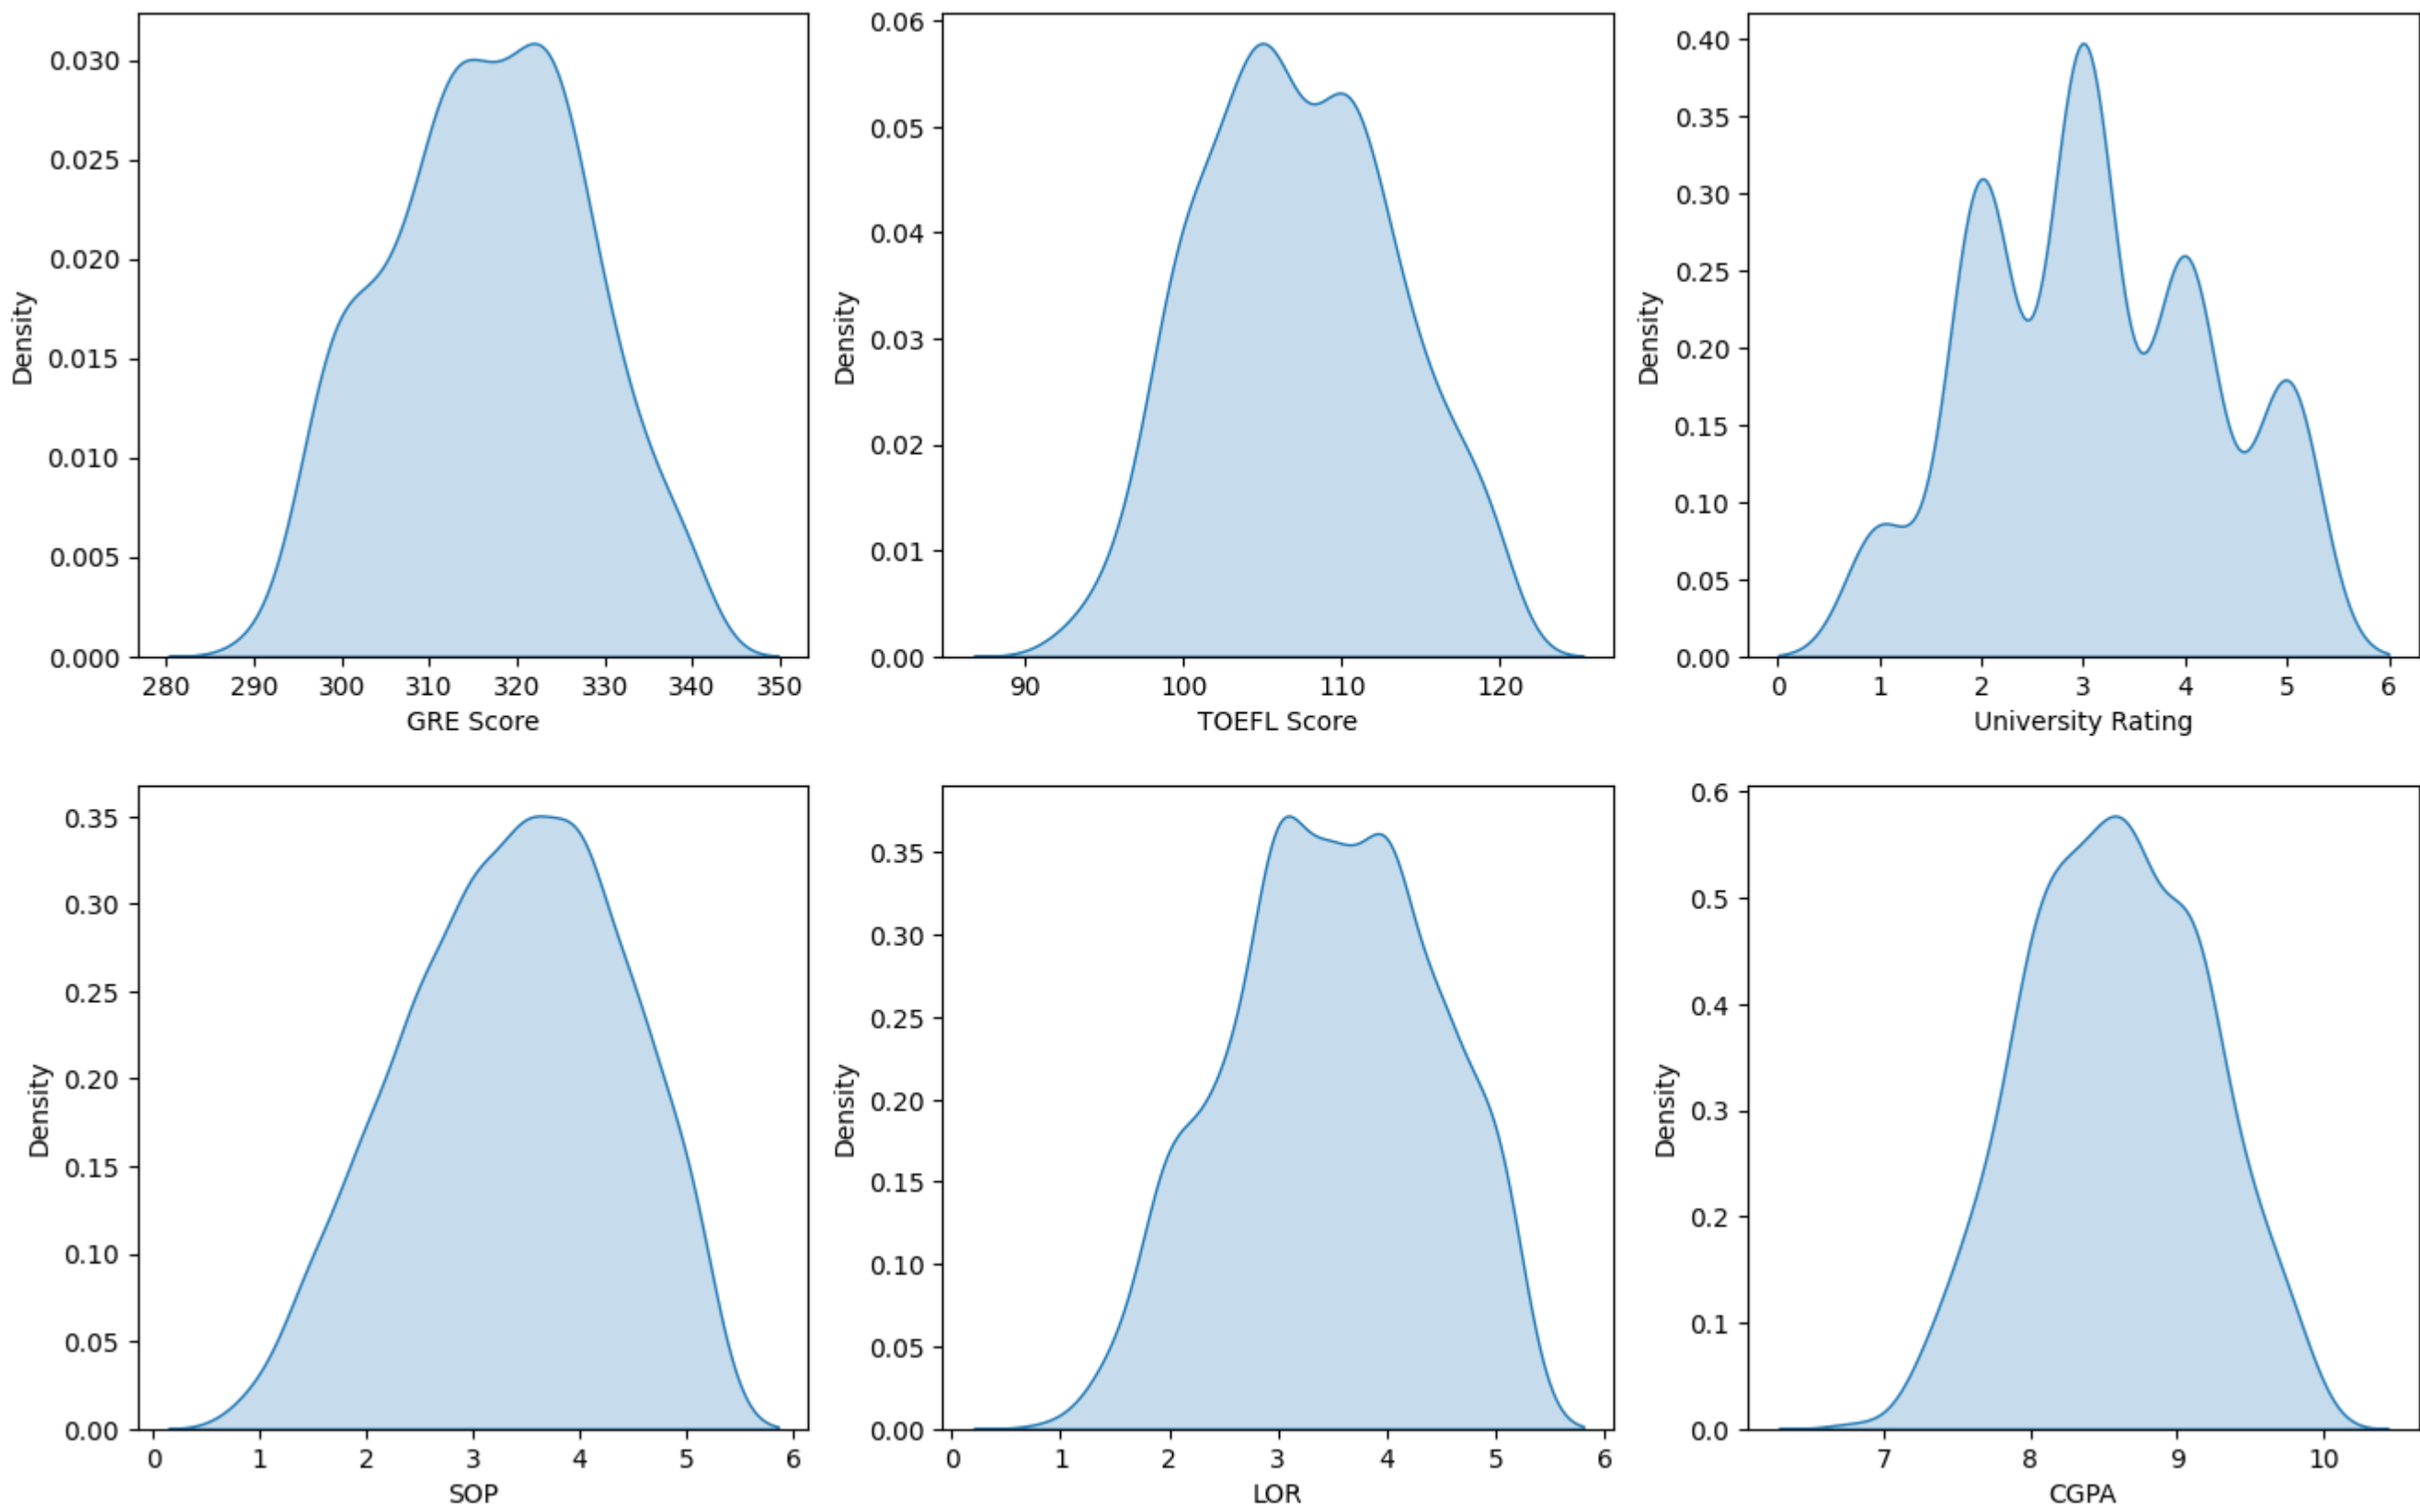 Density
0.030
0.025
0.020
0.015
0.010
0.005
0.000
280 290 300 310 320 330 340 350
GRE Score
Density
0.06
0.05
0.04
0.03
0.02
0.01
0.00
90 100 110 120
TOEFL Score
Density
0.40
0.35
0.30
0.25
0.20
0.15
0.10
0.05
0.00
0 1 2 3 4 5 6
University Rating
Density
0.35
0.30
0.25
0.20
0.15
0.10
0.05
0.00
0 1 2 3 4 5 6
SOP
Density
0.35
0.30
0.25
0.20
0.15
0.10
0.05
0.00
0 1 2 3 4 5 6
LOR
Density
0.6
0.5
0.4
0.3
0.2
0.1
0.0
7 8 9 10
CGPA